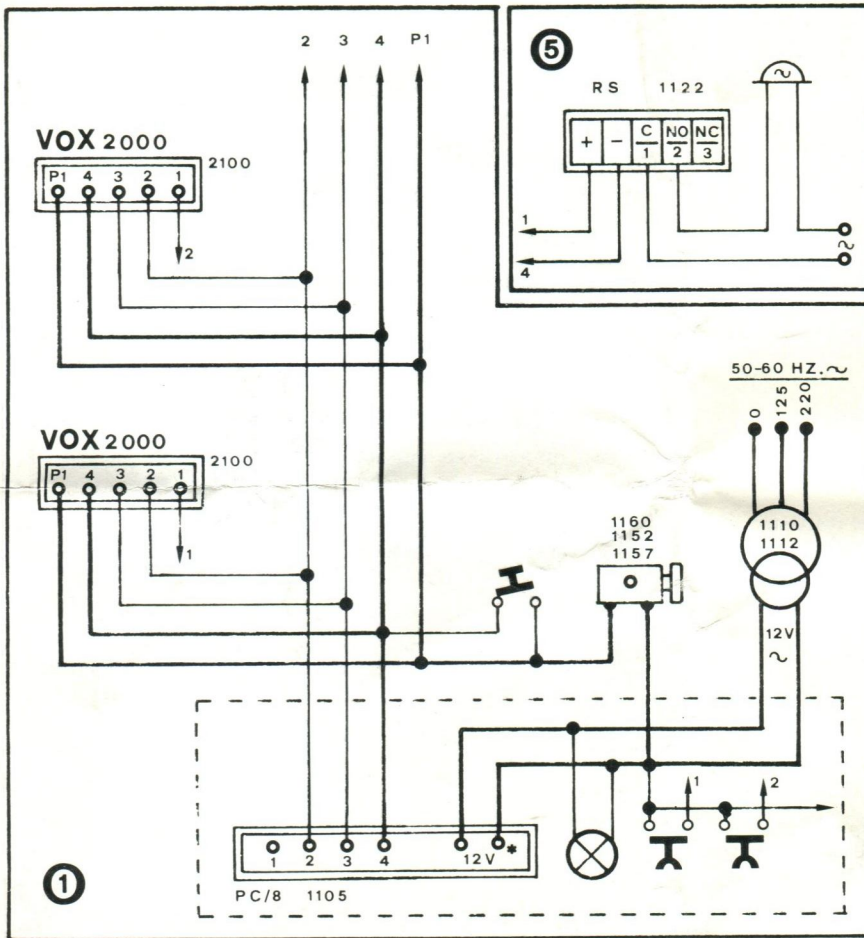 2 3 4 P1
VOX 2000
2100
P1 4 3 2 1
2
VOX 2000
2100
P1 4 3 2 1
1
1160
1152
1157
50-60 HZ. ~
0 125 220
1110
1112
12V
~
1 2
1 2 3 4 12V *
PC/8 1105
1
5
RS 1122
~
+ - C/1 NO/2 NC/3
1
4
~